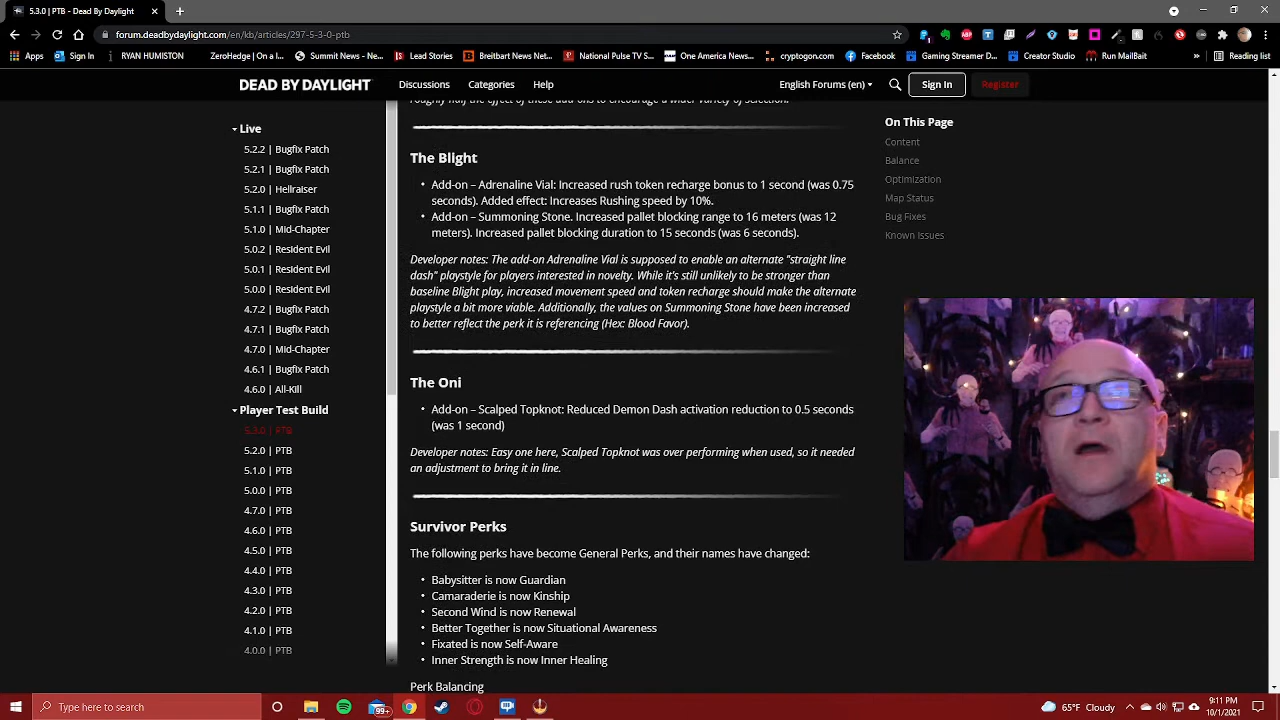 5.3.0 | PTB
forum.deadbydaylight.com/en/kb/articles/297-5-3-0-ptb
Apps Sign In RYAN HUMISTON ZeroHedge | On a... Summit News - Ne... Lead Stories Breitbart News Net... National Pulse TV S... One America News... cryptogon.com Facebook Gaming Streamer D... Creator Studio Run MailBait » Reading list
DEAD BY DAYLIGHT Discussions Categories Help English Forums (en) Sign In Register
roughly half the effect of these add-ons to encourage a wider variety of selection.
Live
5.2.2 | Bugfix Patch
5.2.1 | Bugfix Patch
5.2.0 | Hellraiser
5.1.1 | Bugfix Patch
5.1.0 | Mid-Chapter
5.0.2 | Resident Evil
5.0.1 | Resident Evil
5.0.0 | Resident Evil
4.7.2 | Bugfix Patch
4.7.1 | Bugfix Patch
4.7.0 | Mid-Chapter
4.6.1 | Bugfix Patch
4.6.0 | All-Kill
Player Test Build
5.3.0 | PTB
5.2.0 | PTB
5.1.0 | PTB
5.0.0 | PTB
4.7.0 | PTB
4.6.0 | PTB
4.5.0 | PTB
4.4.0 | PTB
4.3.0 | PTB
4.2.0 | PTB
4.1.0 | PTB
4.0.0 | PTB
The Blight
• Add-on – Adrenaline Vial: Increased rush token recharge bonus to 1 second (was 0.75
seconds). Added effect: Increases Rushing speed by 10%.
• Add-on – Summoning Stone. Increased pallet blocking range to 16 meters (was 12
meters). Increased pallet blocking duration to 15 seconds (was 6 seconds).
Developer notes: The add-on Adrenaline Vial is supposed to enable an alternate "straight line
dash" playstyle for players interested in novelty. While it's still unlikely to be stronger than
baseline Blight play, increased movement speed and token recharge should make the alternate
playstyle a bit more viable. Additionally, the values on Summoning Stone have been increased
to better reflect the perk it is referencing (Hex: Blood Favor).
The Oni
• Add-on – Scalped Topknot: Reduced Demon Dash activation reduction to 0.5 seconds
(was 1 second)
Developer notes: Easy one here, Scalped Topknot was over performing when used, so it needed
an adjustment to bring it in line.
Survivor Perks
The following perks have become General Perks, and their names have changed:
• Babysitter is now Guardian
• Camaraderie is now Kinship
• Second Wind is now Renewal
• Better Together is now Situational Awareness
• Fixated is now Self-Aware
• Inner Strength is now Inner Healing
Perk Balancing
On This Page
Content
Balance
Optimization
Map Status
Bug Fixes
Known Issues
Type here to search
99+
65°F Cloudy
9:11 PM
10/1/2021